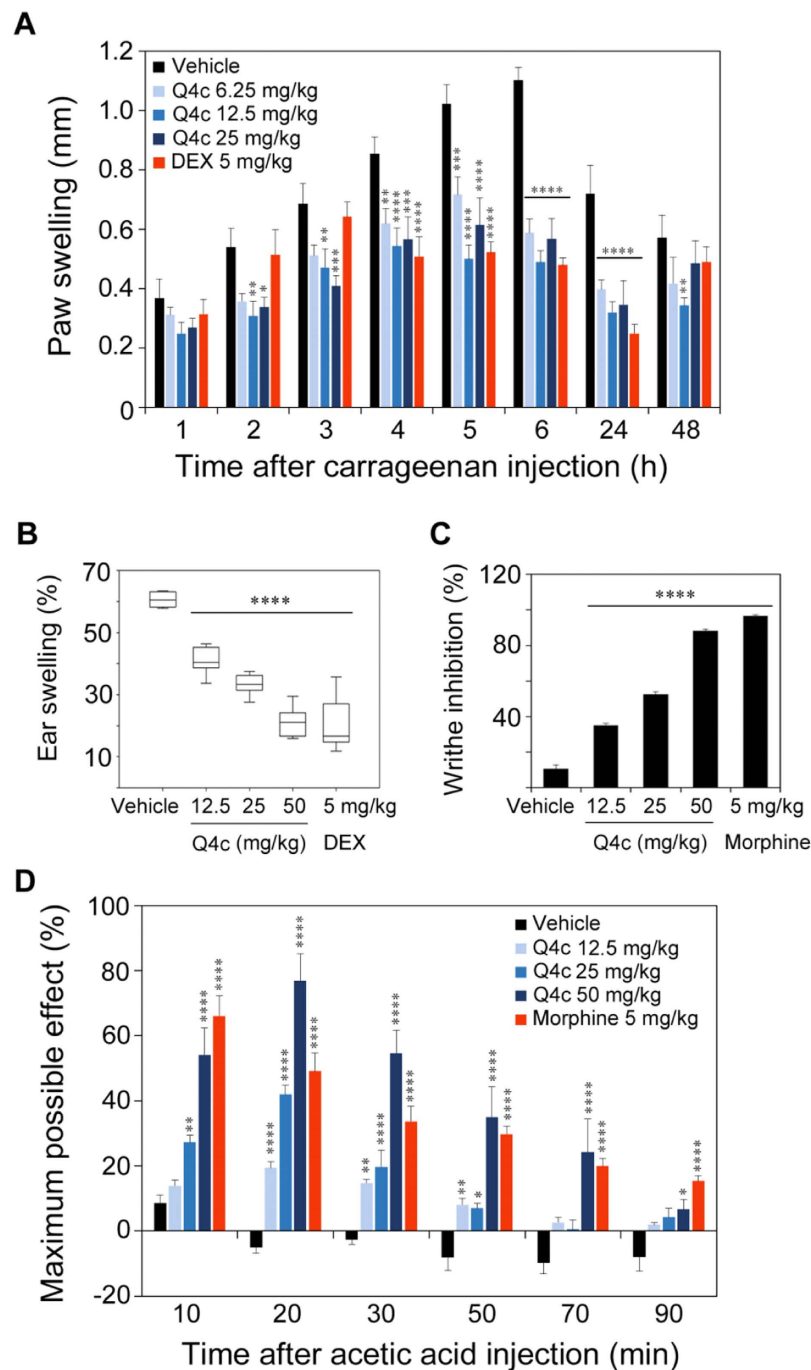 A
1.2
1.0
0.8
0.6
0.4
0.2
0
Paw swelling (mm)
Vehicle
Q4c 6.25 mg/kg
Q4c 12.5 mg/kg
Q4c 25 mg/kg
DEX 5 mg/kg
** *
** ***
** **** *** ****
*** **** **** ****
****
****
**
1 2 3 4 5 6 24 48
Time after carrageenan injection (h)
B
70
50
30
10
Ear swelling (%)
****
Vehicle 12.5 25 50 5 mg/kg
Q4c (mg/kg) DEX
C
120
80
40
Writhe inhibition (%)
****
Vehicle 12.5 25 50 5 mg/kg
Q4c (mg/kg) Morphine
D
100
80
60
40
20
0
-20
Maximum possible effect (%)
Vehicle
Q4c 12.5 mg/kg
Q4c 25 mg/kg
Q4c 50 mg/kg
Morphine 5 mg/kg
** **** ****
**** **** **** ****
** **** **** ****
** * **** ****
**** ****
* ****
10 20 30 50 70 90
Time after acetic acid injection (min)